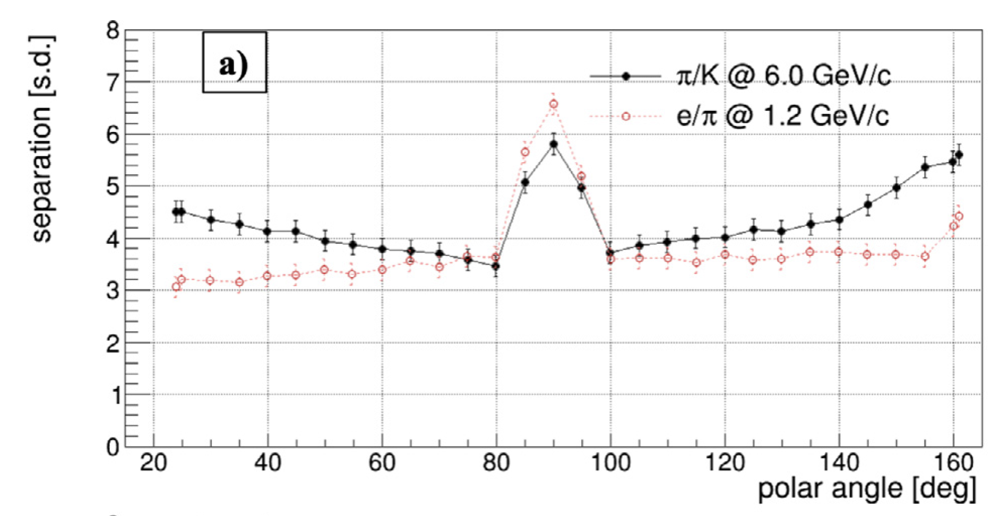 a)
π/K @ 6.0 GeV/c
e/π @ 1.2 GeV/c
separation [s.d.]
8
7
6
5
4
3
2
1
0
20 40 60 80 100 120 140 160
polar angle [deg]